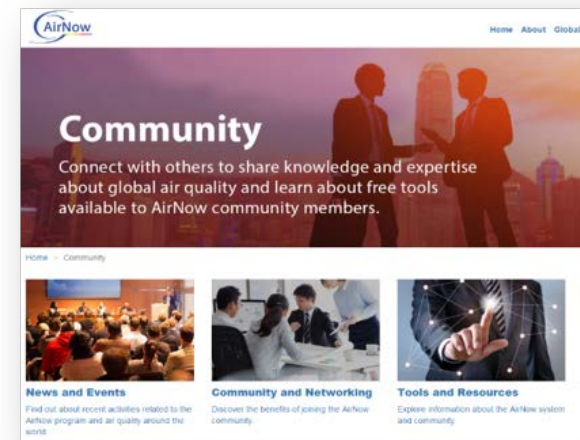 AirNow
Home About Global
Community
Connect with others to share knowledge and expertise
about global air quality and learn about free tools
available to AirNow community members.
Home > Community
News and Events
Find out about recent activities related to the
AirNow program and air quality around the
world
Community and Networking
Discover the benefits of joining the AirNow
community.
Tools and Resources
Explore information about the AirNow system
and community.